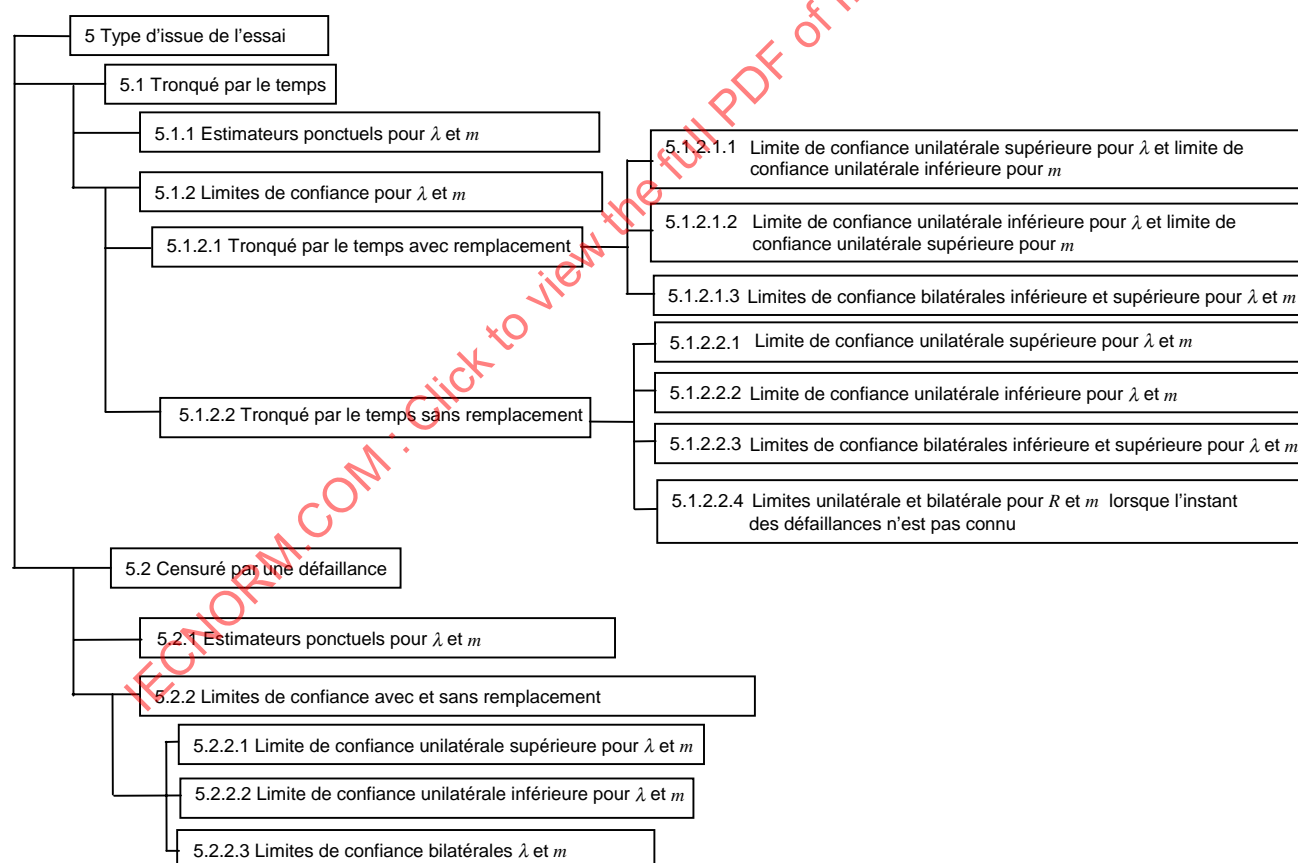 5 Type d'issue de l'essai
5.1 Tronqué par le temps
5.1.1 Estimateurs ponctuels pour λ et m
5.1.2 Limites de confiance pour λ et m
5.1.2.1 Tronqué par le temps avec remplacement
5.1.2.1.1 Limite de confiance unilatérale supérieure pour λ et limite de
confiance unilatérale inférieure pour m
5.1.2.1.2 Limite de confiance unilatérale inférieure pour λ et limite de
confiance unilatérale supérieure pour m
5.1.2.1.3 Limites de confiance bilatérales inférieure et supérieure pour λ et m
5.1.2.2 Tronqué par le temps sans remplacement
5.1.2.2.1 Limite de confiance unilatérale supérieure pour λ et m
5.1.2.2.2 Limite de confiance unilatérale inférieure pour λ et m
5.1.2.2.3 Limites de confiance bilatérales inférieure et supérieure pour λ et m
5.1.2.2.4 Limites unilatérale et bilatérale pour R et m lorsque l'instant
des défaillances n'est pas connu
5.2 Censuré par une défaillance
5.2.1 Estimateurs ponctuels pour λ et m
5.2.2 Limites de confiance avec et sans remplacement
5.2.2.1 Limite de confiance unilatérale supérieure pour λ et m
5.2.2.2 Limite de confiance unilatérale inférieure pour λ et m
5.2.2.3 Limites de confiance bilatérales λ et m
IECNORM.COM : Click to view the full PDF of